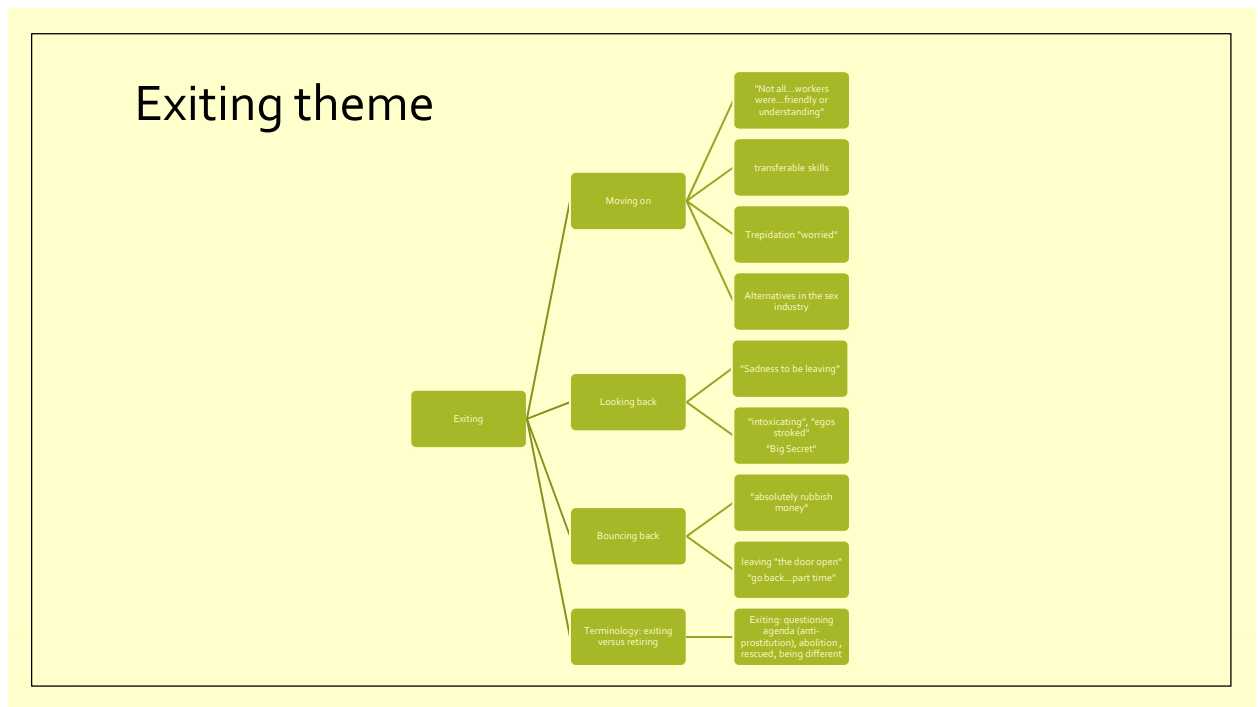 Exiting theme
Exiting
Moving on
"Not all...workers
were...friendly or
understanding"
transferable skills
Trepidation "worried"
Alternatives in the sex
industry
Looking back
"Sadness to be leaving"
"intoxicating", "egos
stroked"
"Big Secret"
Bouncing back
"absolutely rubbish
money"
leaving "the door open"
"go back...part time"
Terminology: exiting
versus retiring
Exiting: questioning
agenda (anti-
prostitution), abolition ,
rescued, being different